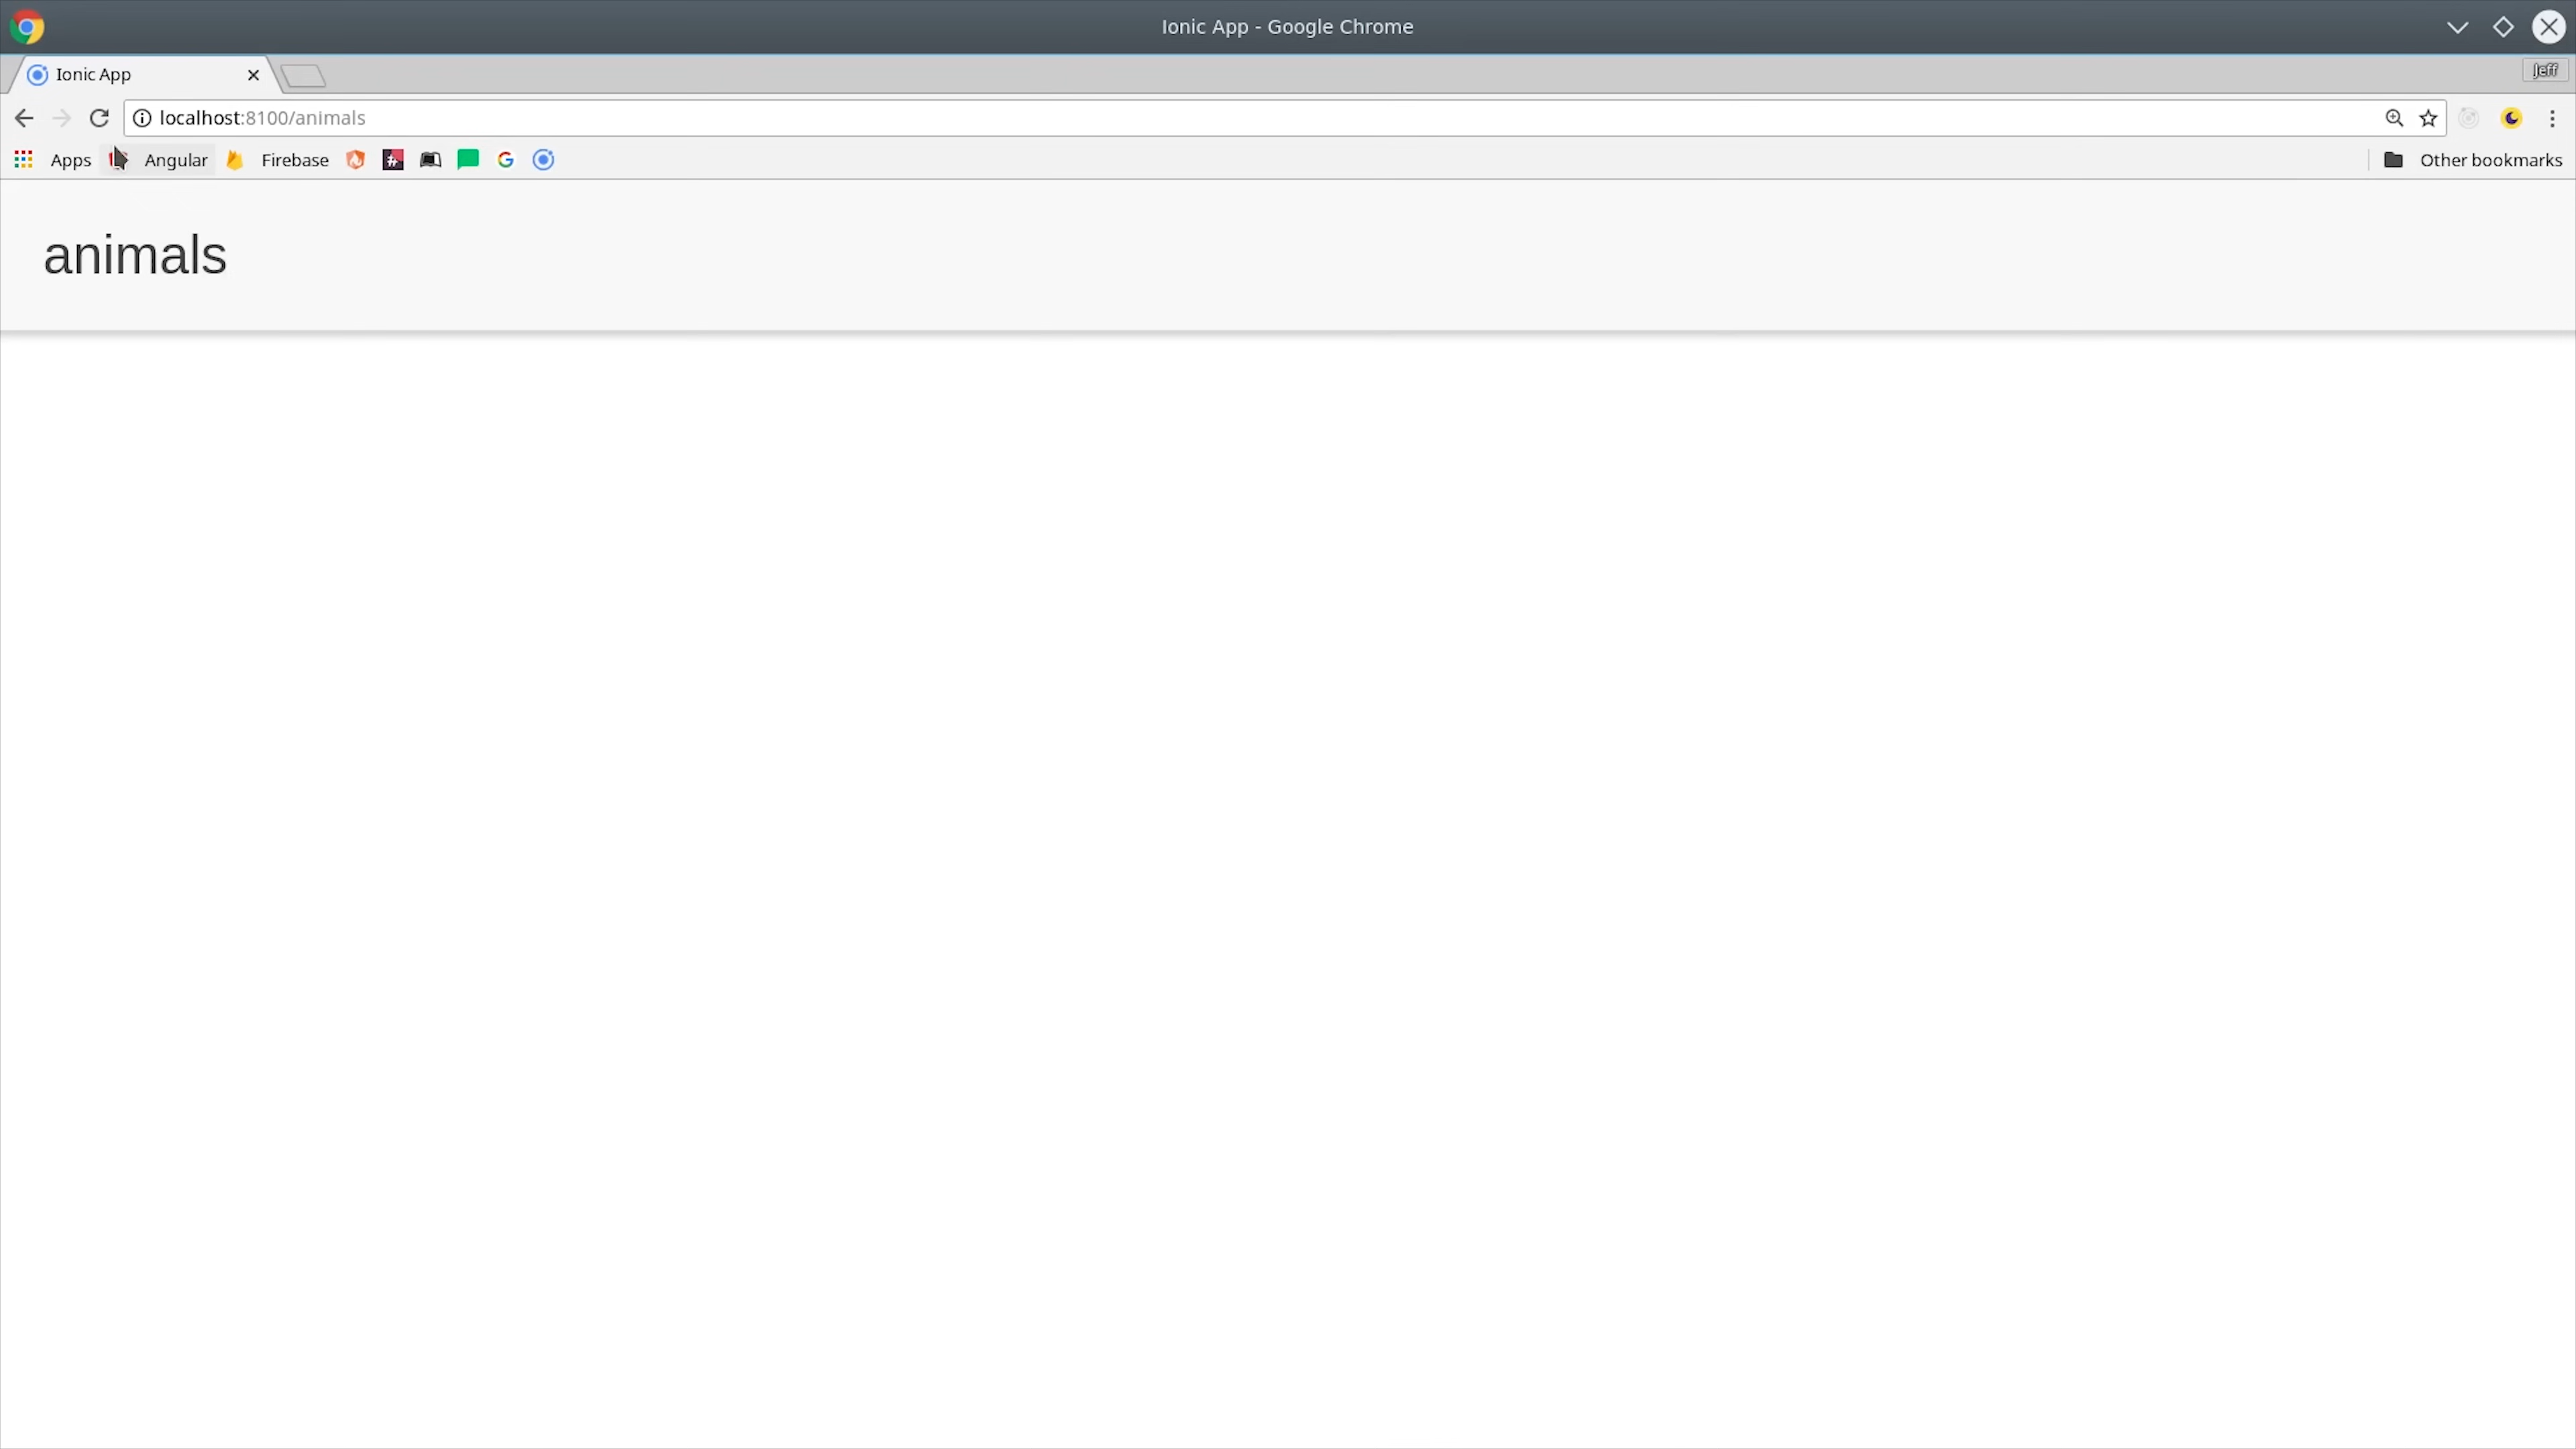 Ionic App - Google Chrome
Ionic App
Jeff
localhost:8100/animals
Apps Angular Firebase Other bookmarks
animals